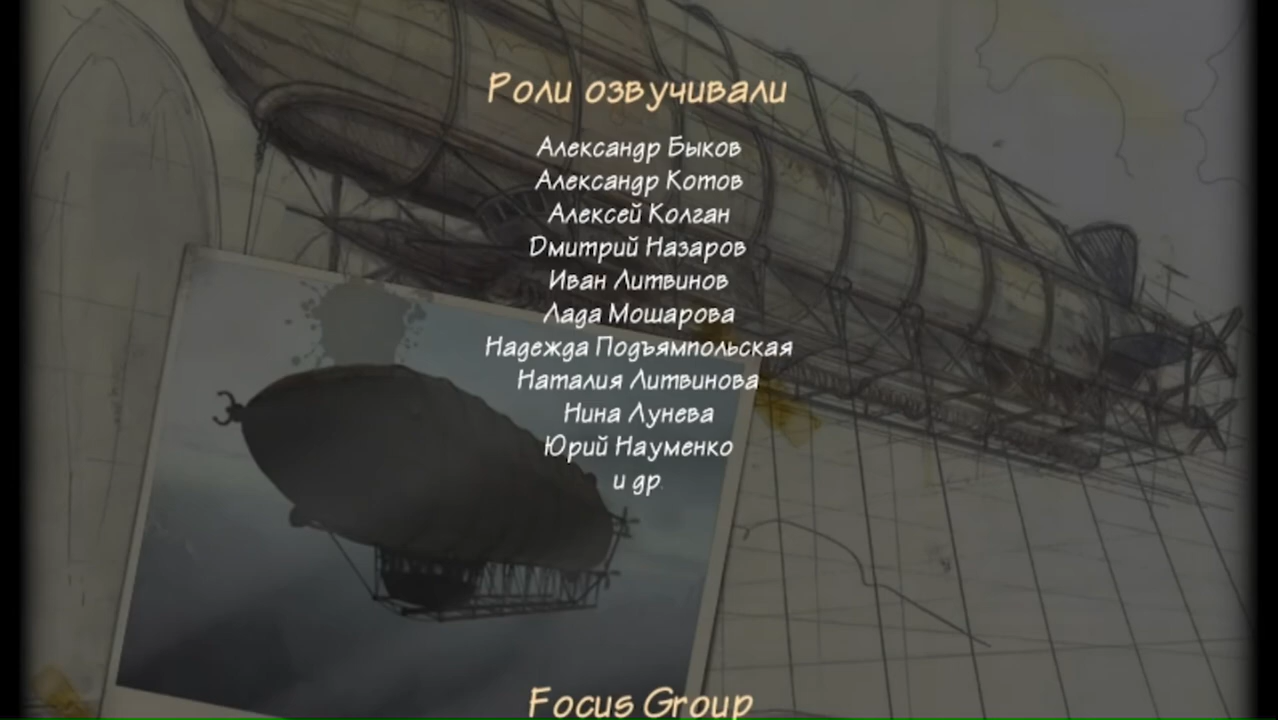 Роли озвучивали
Александр Быков
Александр Котов
Алексей Колган
Дмитрий Назаров
Иван Литвинов
Лада Мошарова
Надежда Подъямпольская
Наталия Литвинова
Нина Лунева
Юрий Науменко
и др.
Focus Group